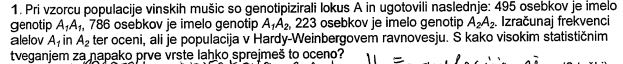 1. Pri vzorcu populacije vinskih mušic so genotipizirali lokus A in ugotovili naslednje: 495 osebkov je imelo
genotip A₁A₁, 786 osebkov je imelo genotip A₁A₂, 223 osebkov je imelo genotip A₂A₂. Izračunaj frekvenci
alelov A₁ in A₂ ter oceni, ali je populacija v Hardy-Weinbergovem ravnovesju. S kako visokim statističnim
tveganjem za napako prve vrste lahko sprejmeš to oceno?